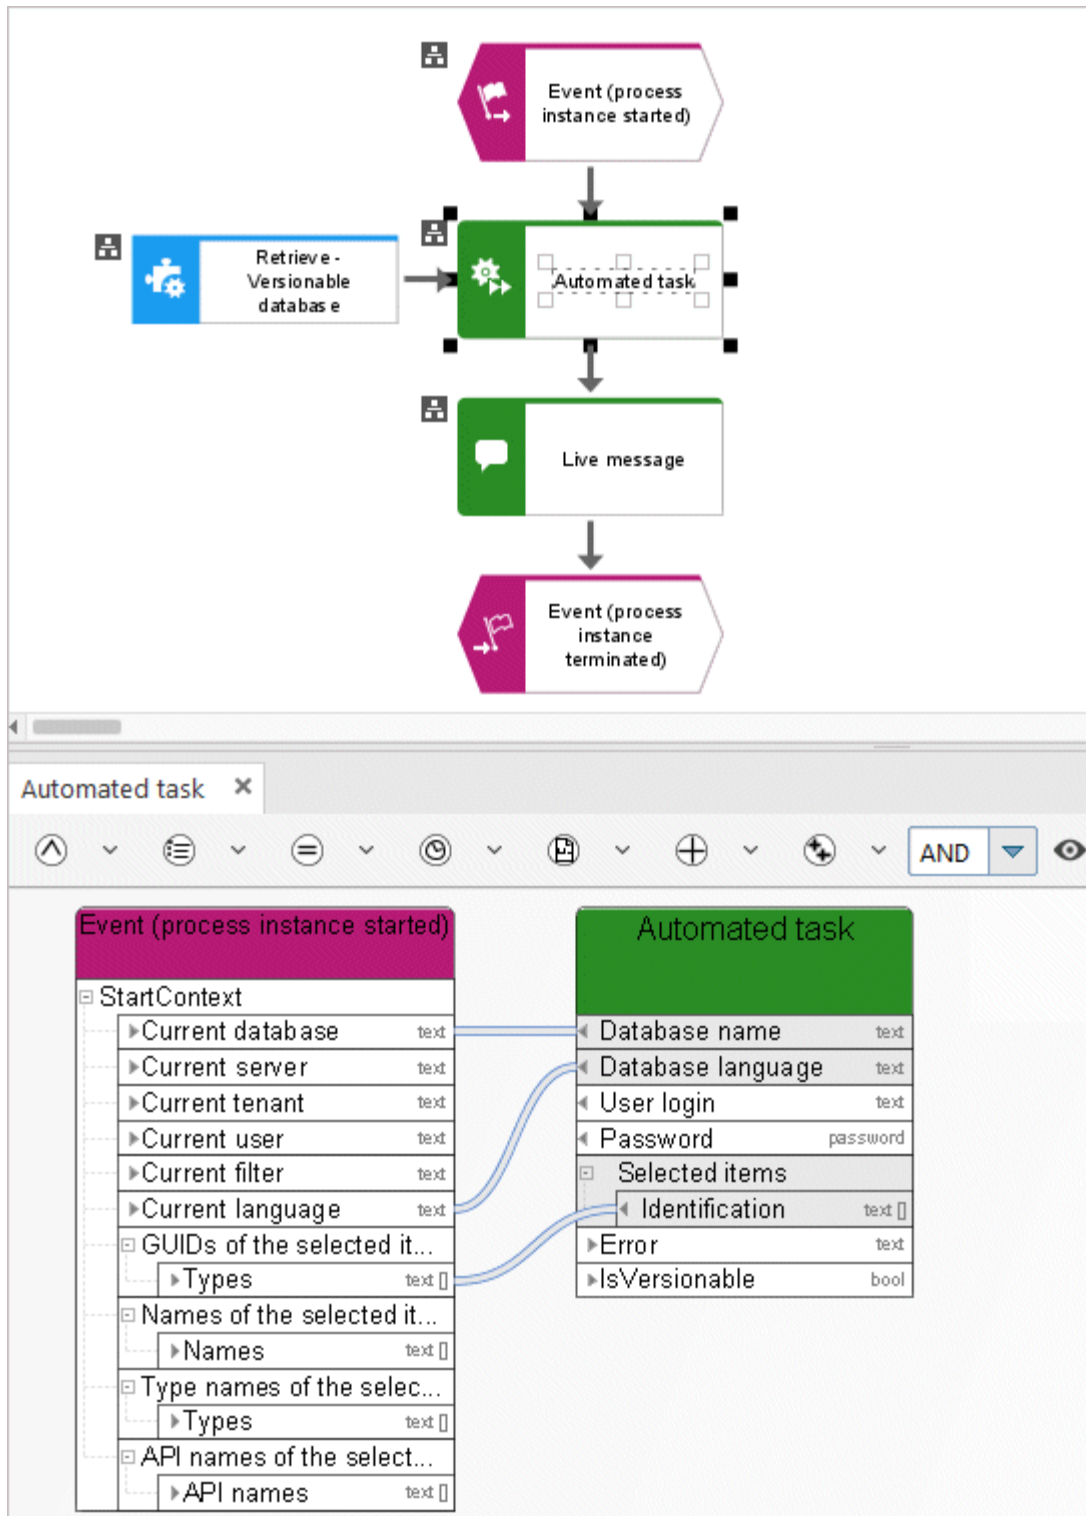 Event (process
instance started)
Retrieve -
Versionable
database
Automated task
Live message
Event (process
instance
terminated)
Automated task
AND
Event (process instance started)
StartContext
Current database text
Current server text
Current tenant text
Current user text
Current filter text
Current language text
GUIDs of the selected it...
Types text []
Names of the selected it...
Names text []
Type names of the selec...
Types text []
API names of the select...
API names text []
Automated task
Database name text
Database language text
User login text
Password password
Selected items
Identification text []
Error text
IsVersionable bool